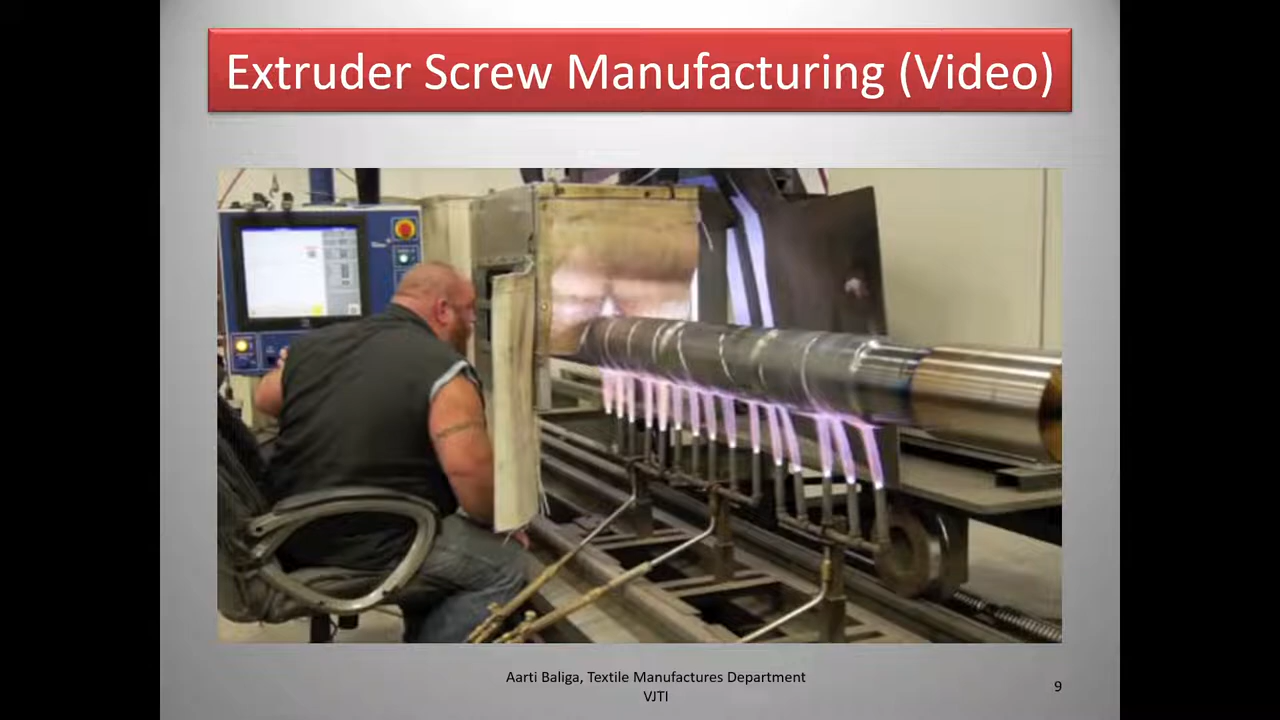 Extruder Screw Manufacturing (Video)
Aarti Baliga, Textile Manufactures Department
VJTI
9